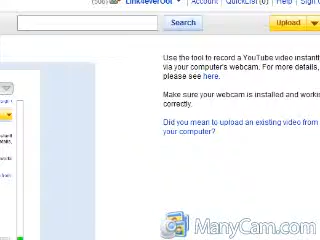 Account | QuickList (0) | Help | Sign
Search
Upload
Use the tool to record a YouTube video instantly
via your computer's webcam. For more details,
please see here.
Make sure your webcam is installed and working
correctly.
Did you mean to upload an existing video from
your computer?
ManyCam.com